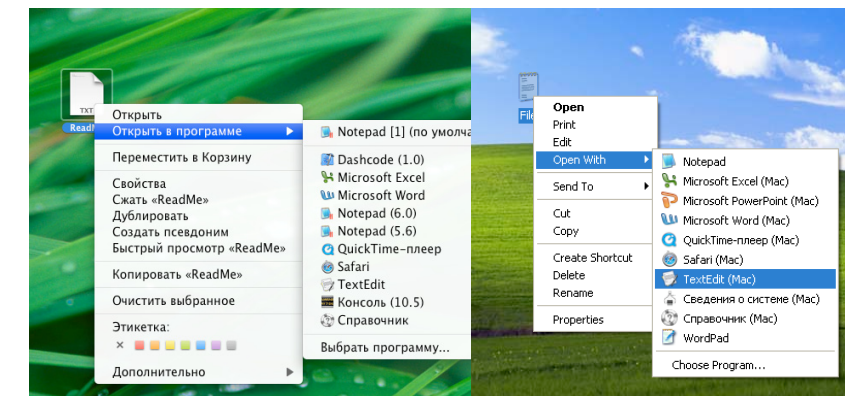 TXT
Открыть
Открыть в программе
Переместить в Корзину
Свойства
Сжать «ReadMe»
Дублировать
Создать псевдоним
Быстрый просмотр «ReadMe»
Копировать «ReadMe»
Очистить выбранное
Этикетка:
Дополнительно
Notepad [1] (по умолча
Dashcode (1.0)
Microsoft Excel
Microsoft Word
Notepad (6.0)
Notepad (5.6)
QuickTime-плеер
Safari
TextEdit
Консоль (10.5)
Справочник
Выбрать программу...
File
Open
Print
Edit
Open With
Send To
Cut
Copy
Create Shortcut
Delete
Rename
Properties
Notepad
Microsoft Excel (Mac)
Microsoft PowerPoint (Mac)
Microsoft Word (Mac)
QuickTime-плеер (Mac)
Safari (Mac)
TextEdit (Mac)
Сведения о системе (Mac)
Справочник (Mac)
WordPad
Choose Program...